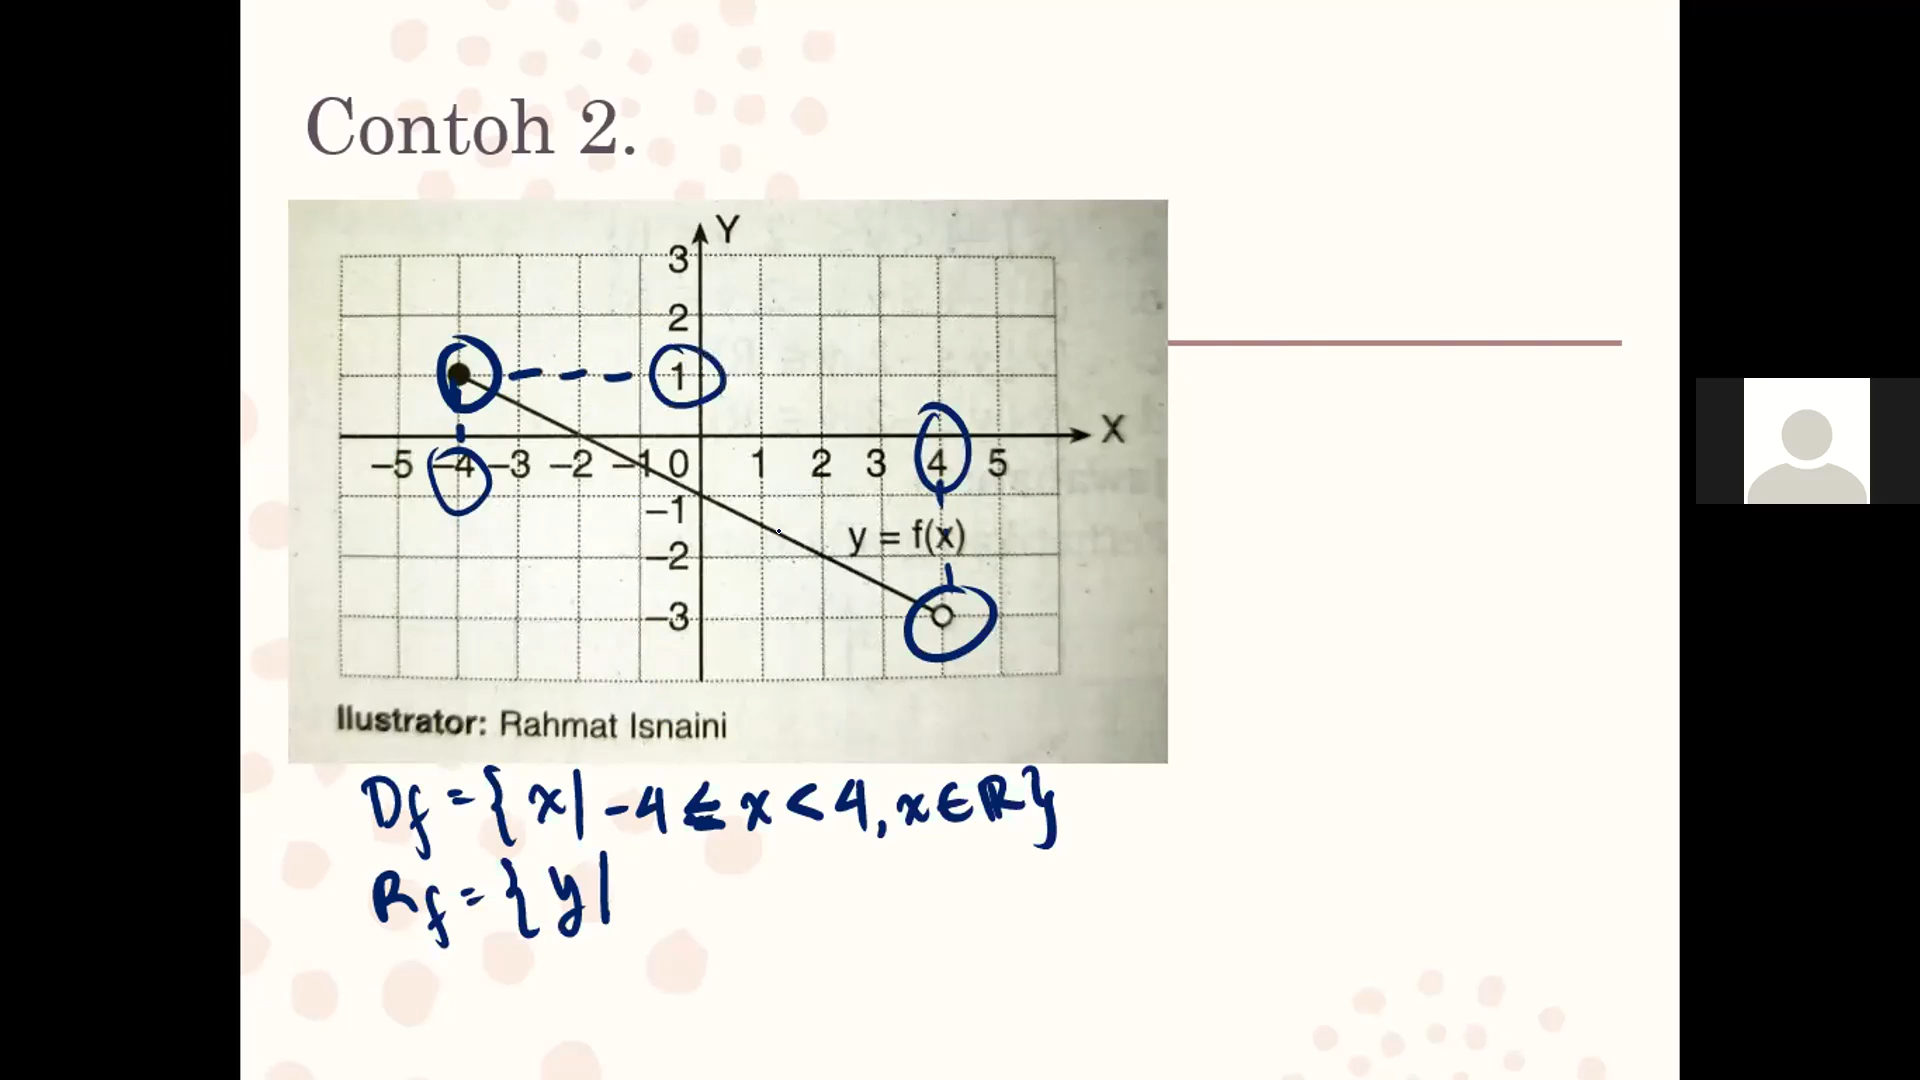 Contoh 2.
Y
3
2
1
X
–5 –4 –3 –2 –1 0 1 2 3 4 5
–1
y = f(x)
–2
–3
Ilustrator: Rahmat Isnaini
Df = { x | -4 ≤ x < 4, x ∈ R }
Rf = { y |